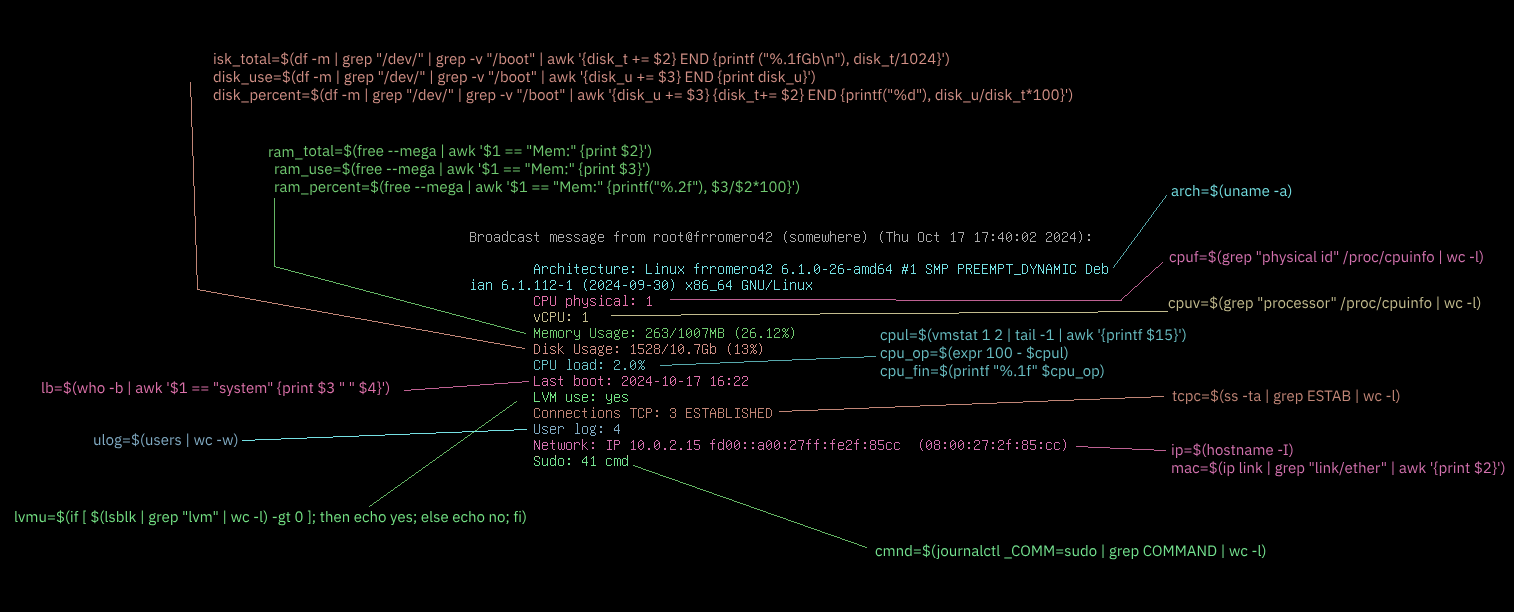 isk_total=$(df -m | grep "/dev/" | grep -v "/boot" | awk '{disk_t += $2} END {printf ("%.1fGb\n"), disk_t/1024}')
disk_use=$(df -m | grep "/dev/" | grep -v "/boot" | awk '{disk_u += $3} END {print disk_u}')
disk_percent=$(df -m | grep "/dev/" | grep -v "/boot" | awk '{disk_u += $3} {disk_t+= $2} END {printf("%d"), disk_u/disk_t*100}')
ram_total=$(free --mega | awk '$1 == "Mem:" {print $2}')
ram_use=$(free --mega | awk '$1 == "Mem:" {print $3}')
ram_percent=$(free --mega | awk '$1 == "Mem:" {printf("%.2f"), $3/$2*100}')
arch=$(uname -a)
Broadcast message from root@frromero42 (somewhere) (Thu Oct 17 17:40:02 2024):
cpuf=$(grep "physical id" /proc/cpuinfo | wc -l)
Architecture: Linux frromero42 6.1.0-26-amd64 #1 SMP PREEMPT_DYNAMIC Deb
ian 6.1.112-1 (2024-09-30) x86_64 GNU/Linux
CPU physical: 1
cpuv=$(grep "processor" /proc/cpuinfo | wc -l)
vCPU: 1
Memory Usage: 263/1007MB (26.12%)
Disk Usage: 1528/10.7Gb (13%)
CPU load: 2.0%
cpul=$(vmstat 1 2 | tail -1 | awk '{printf $15}')
cpu_op=$(expr 100 - $cpul)
cpu_fin=$(printf "%.1f" $cpu_op)
Last boot: 2024-10-17 16:22
lb=$(who -b | awk '$1 == "system" {print $3 " " $4}')
LVM use: yes
tcpc=$(ss -ta | grep ESTAB | wc -l)
Connections TCP: 3 ESTABLISHED
User log: 4
ulog=$(users | wc -w)
Network: IP 10.0.2.15 fd00::a00:27ff:fe2f:85cc  (08:00:27:2f:85:cc)
ip=$(hostname -I)
mac=$(ip link | grep "link/ether" | awk '{print $2}')
Sudo: 41 cmd
lvmu=$(if [ $(lsblk | grep "lvm" | wc -l) -gt 0 ]; then echo yes; else echo no; fi)
cmnd=$(journalctl _COMM=sudo | grep COMMAND | wc -l)